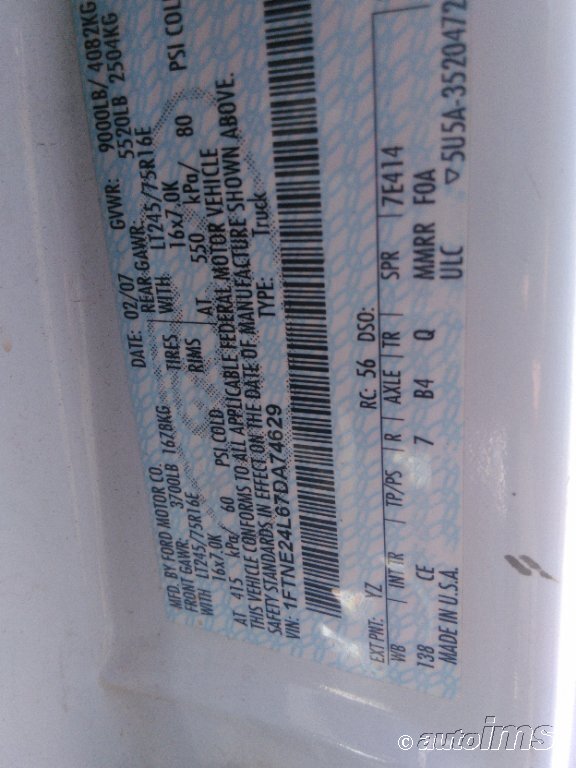 MFD. BY FORD MOTOR CO. DATE: 02/07 GVWR: 9000LB/ 4082KG
FRONT GAWR: 3700LB 1678KG REAR GAWR: 5520LB 2504KG
WITH LT245/75R16E TIRES WITH LT245/75R16E
16x7.0K RIMS 16x7.0K
AT 415 kPa/ 60 PSI COLD AT 550 kPa/ 80 PSI COL
THIS VEHICLE CONFORMS TO ALL APPLICABLE FEDERAL MOTOR VEHICLE
SAFETY STANDARDS IN EFFECT ON THE DATE OF MANUFACTURE SHOWN ABOVE.
VIN: 1FTNE24L67DA74629 TYPE: Truck
EXT PNT: YZ RC: 56 DSO:
WB INT TR TP/PS R AXLE TR SPR 7E414
138 CE 7 B4 Q MMRR F0A
MADE IN U.S.A. ULC ▽5U5A-3520472
© autoims